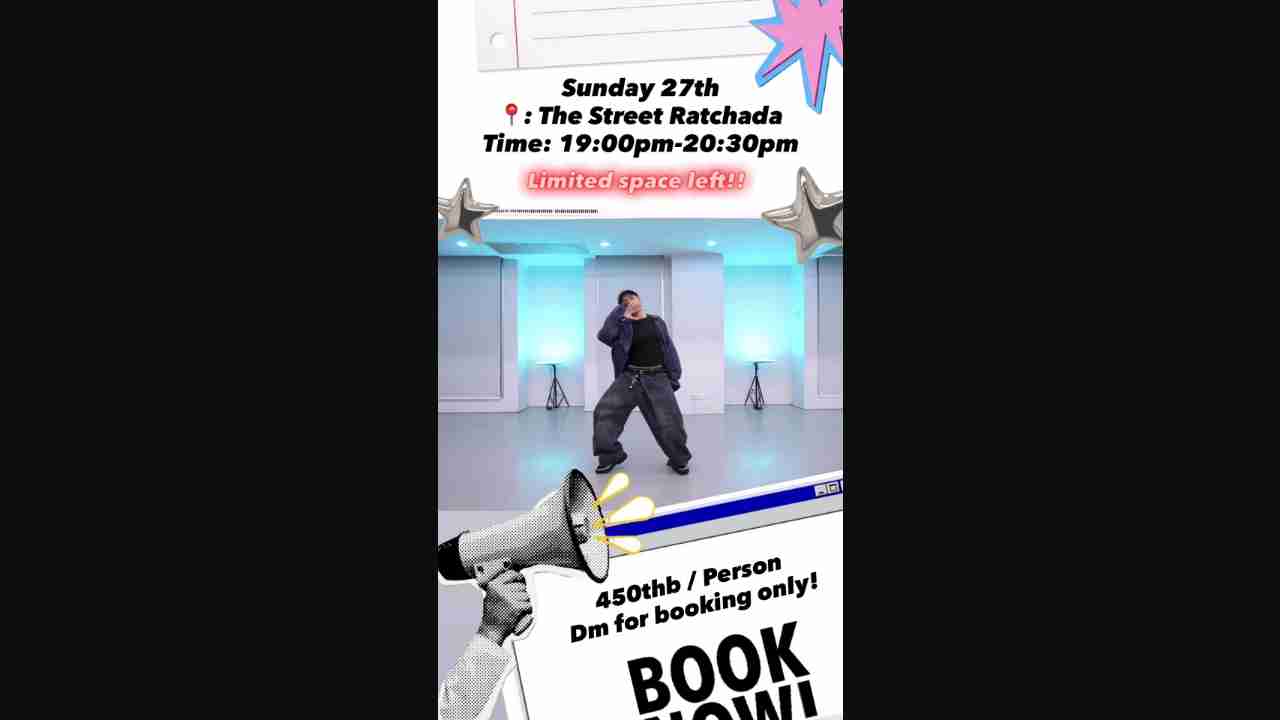 Sunday 27th
📍: The Street Ratchada
Time: 19:00pm-20:30pm
Limited space left!!
450thb / Person
Dm for booking only!
BOOK
NOW!